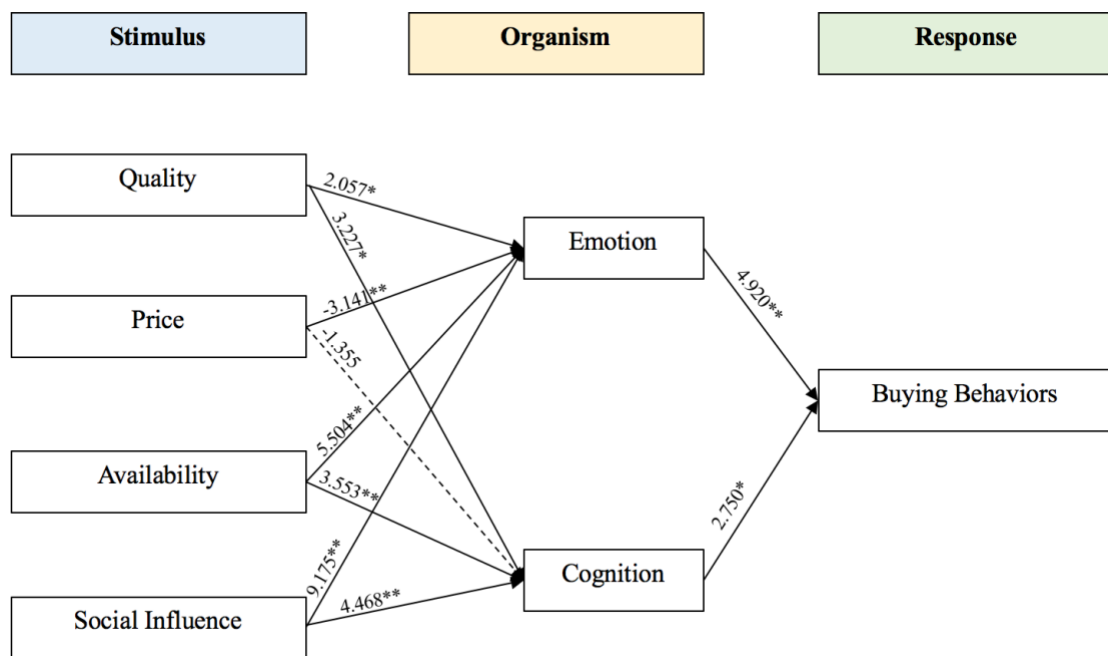 Stimulus
Organism
Response
Quality
2.057*
3.227*
Emotion
Price
-3.141**
-1.355
4.920**
Buying Behaviors
Availability
5.504**
3.553**
2.750*
Cognition
Social Influence
9.175**
4.468**